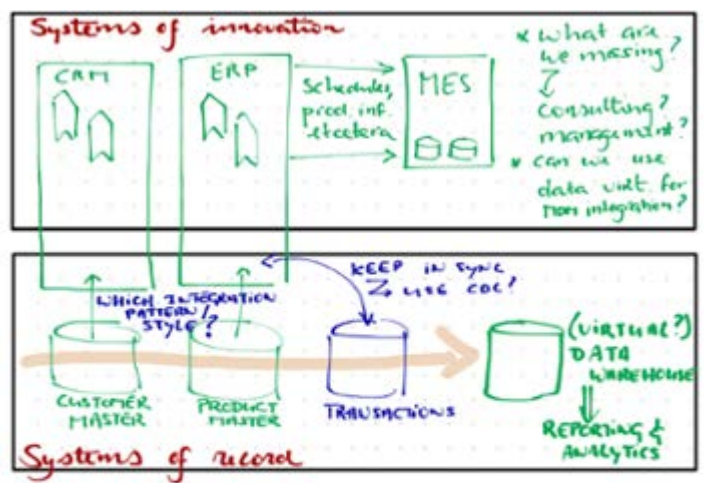 Systems of innovation
CRM
ERP
Schedules,
prod. inf.
etcetera
MES
* What are
we missing?
consulting?
management?
* can we use
data virt. for
MOM integration?
KEEP IN SYNC
USE CDC?
WHICH INTEGRATION
PATTERN/
STYLE?
CUSTOMER
MASTER
PRODUCT
MASTER
TRANSACTIONS
(VIRTUAL?)
DATA
WAREHOUSE
REPORTING &
ANALYTICS
Systems of record